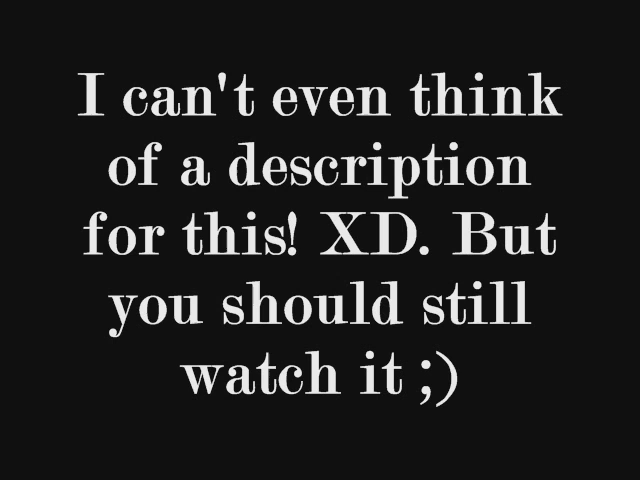 I can't even think
of a description
for this! XD. But
you should still
watch it ;)